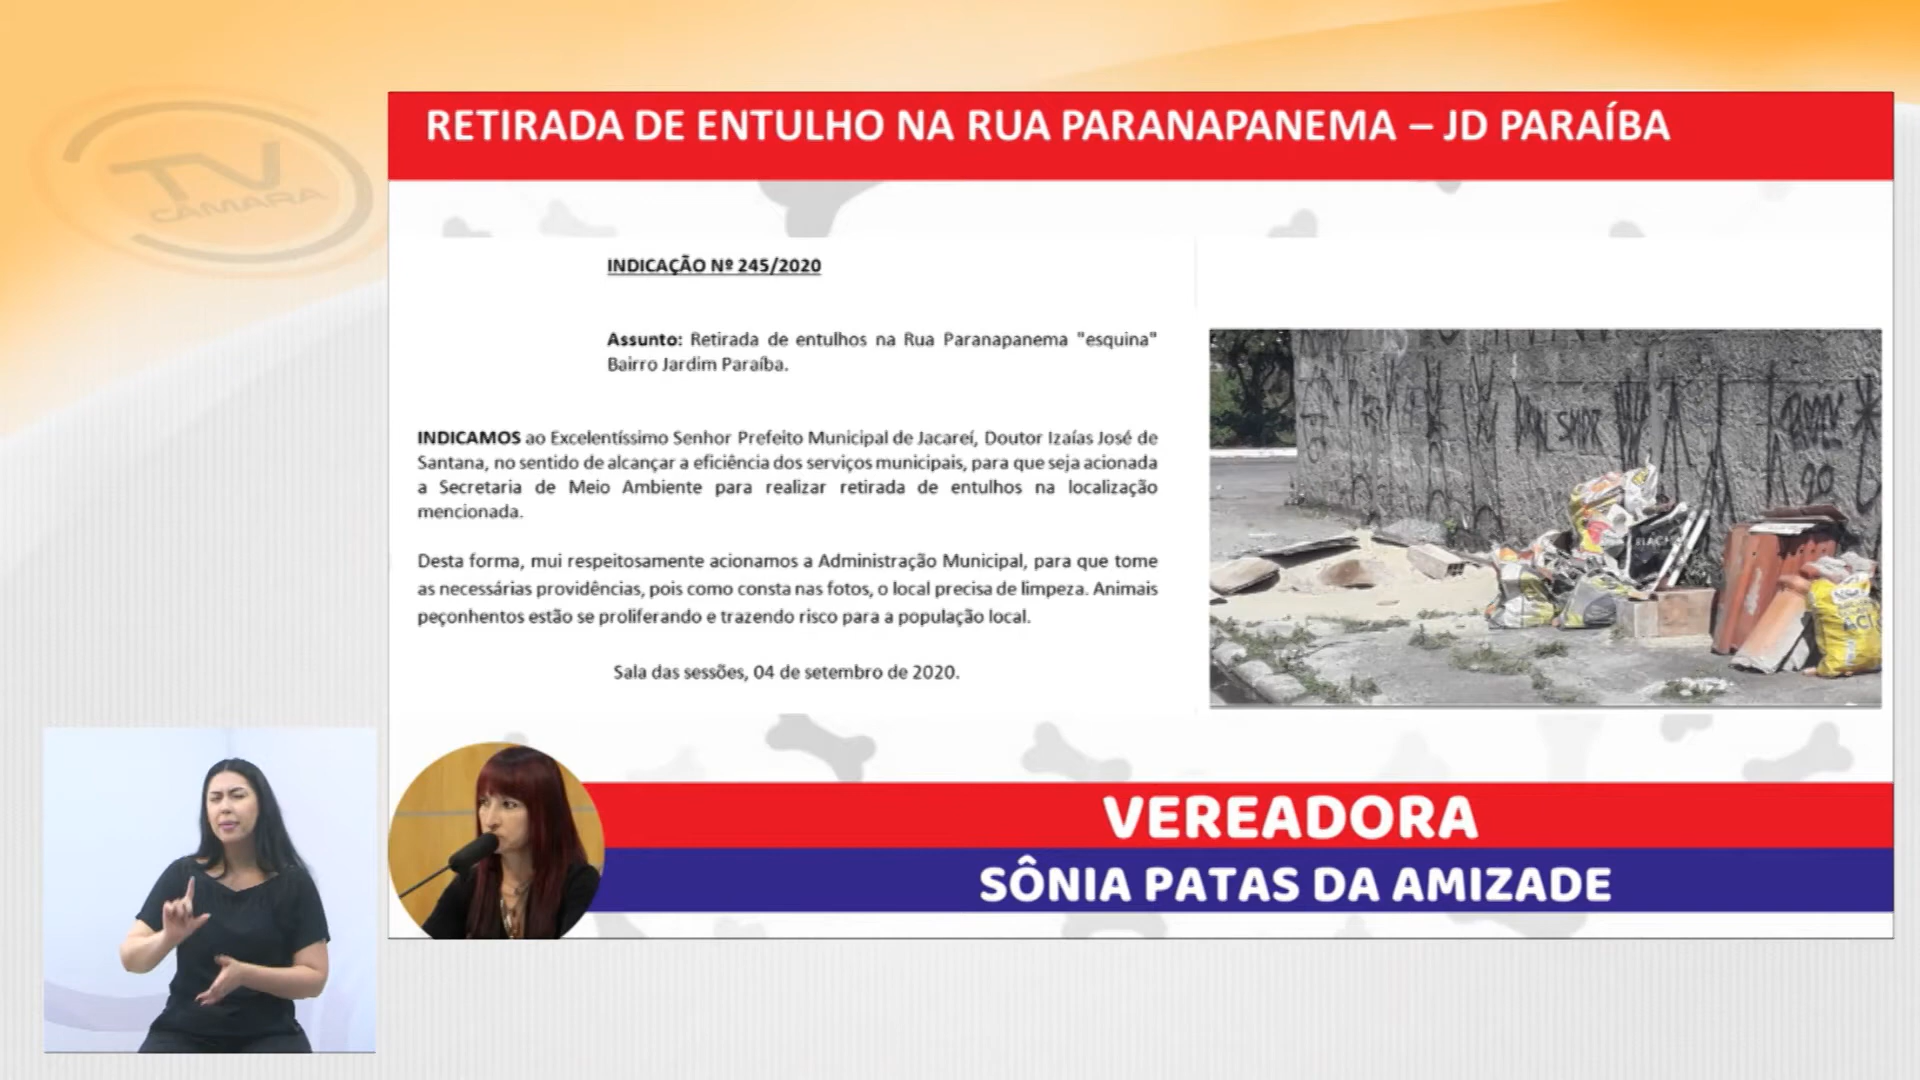 TV
CÂMARA
RETIRADA DE ENTULHO NA RUA PARANAPANEMA – JD PARAÍBA
INDICAÇÃO Nº 245/2020
Assunto: Retirada de entulhos na Rua Paranapanema "esquina"
Bairro Jardim Paraíba.
INDICAMOS ao Excelentíssimo Senhor Prefeito Municipal de Jacareí, Doutor Izaías José de
Santana, no sentido de alcançar a eficiência dos serviços municipais, para que seja acionada
a Secretaria de Meio Ambiente para realizar retirada de entulhos na localização
mencionada.
Desta forma, mui respeitosamente acionamos a Administração Municipal, para que tome
as necessárias providências, pois como consta nas fotos, o local precisa de limpeza. Animais
peçonhentos estão se proliferando e trazendo risco para a população local.
Sala das sessões, 04 de setembro de 2020.
VEREADORA
SÔNIA PATAS DA AMIZADE